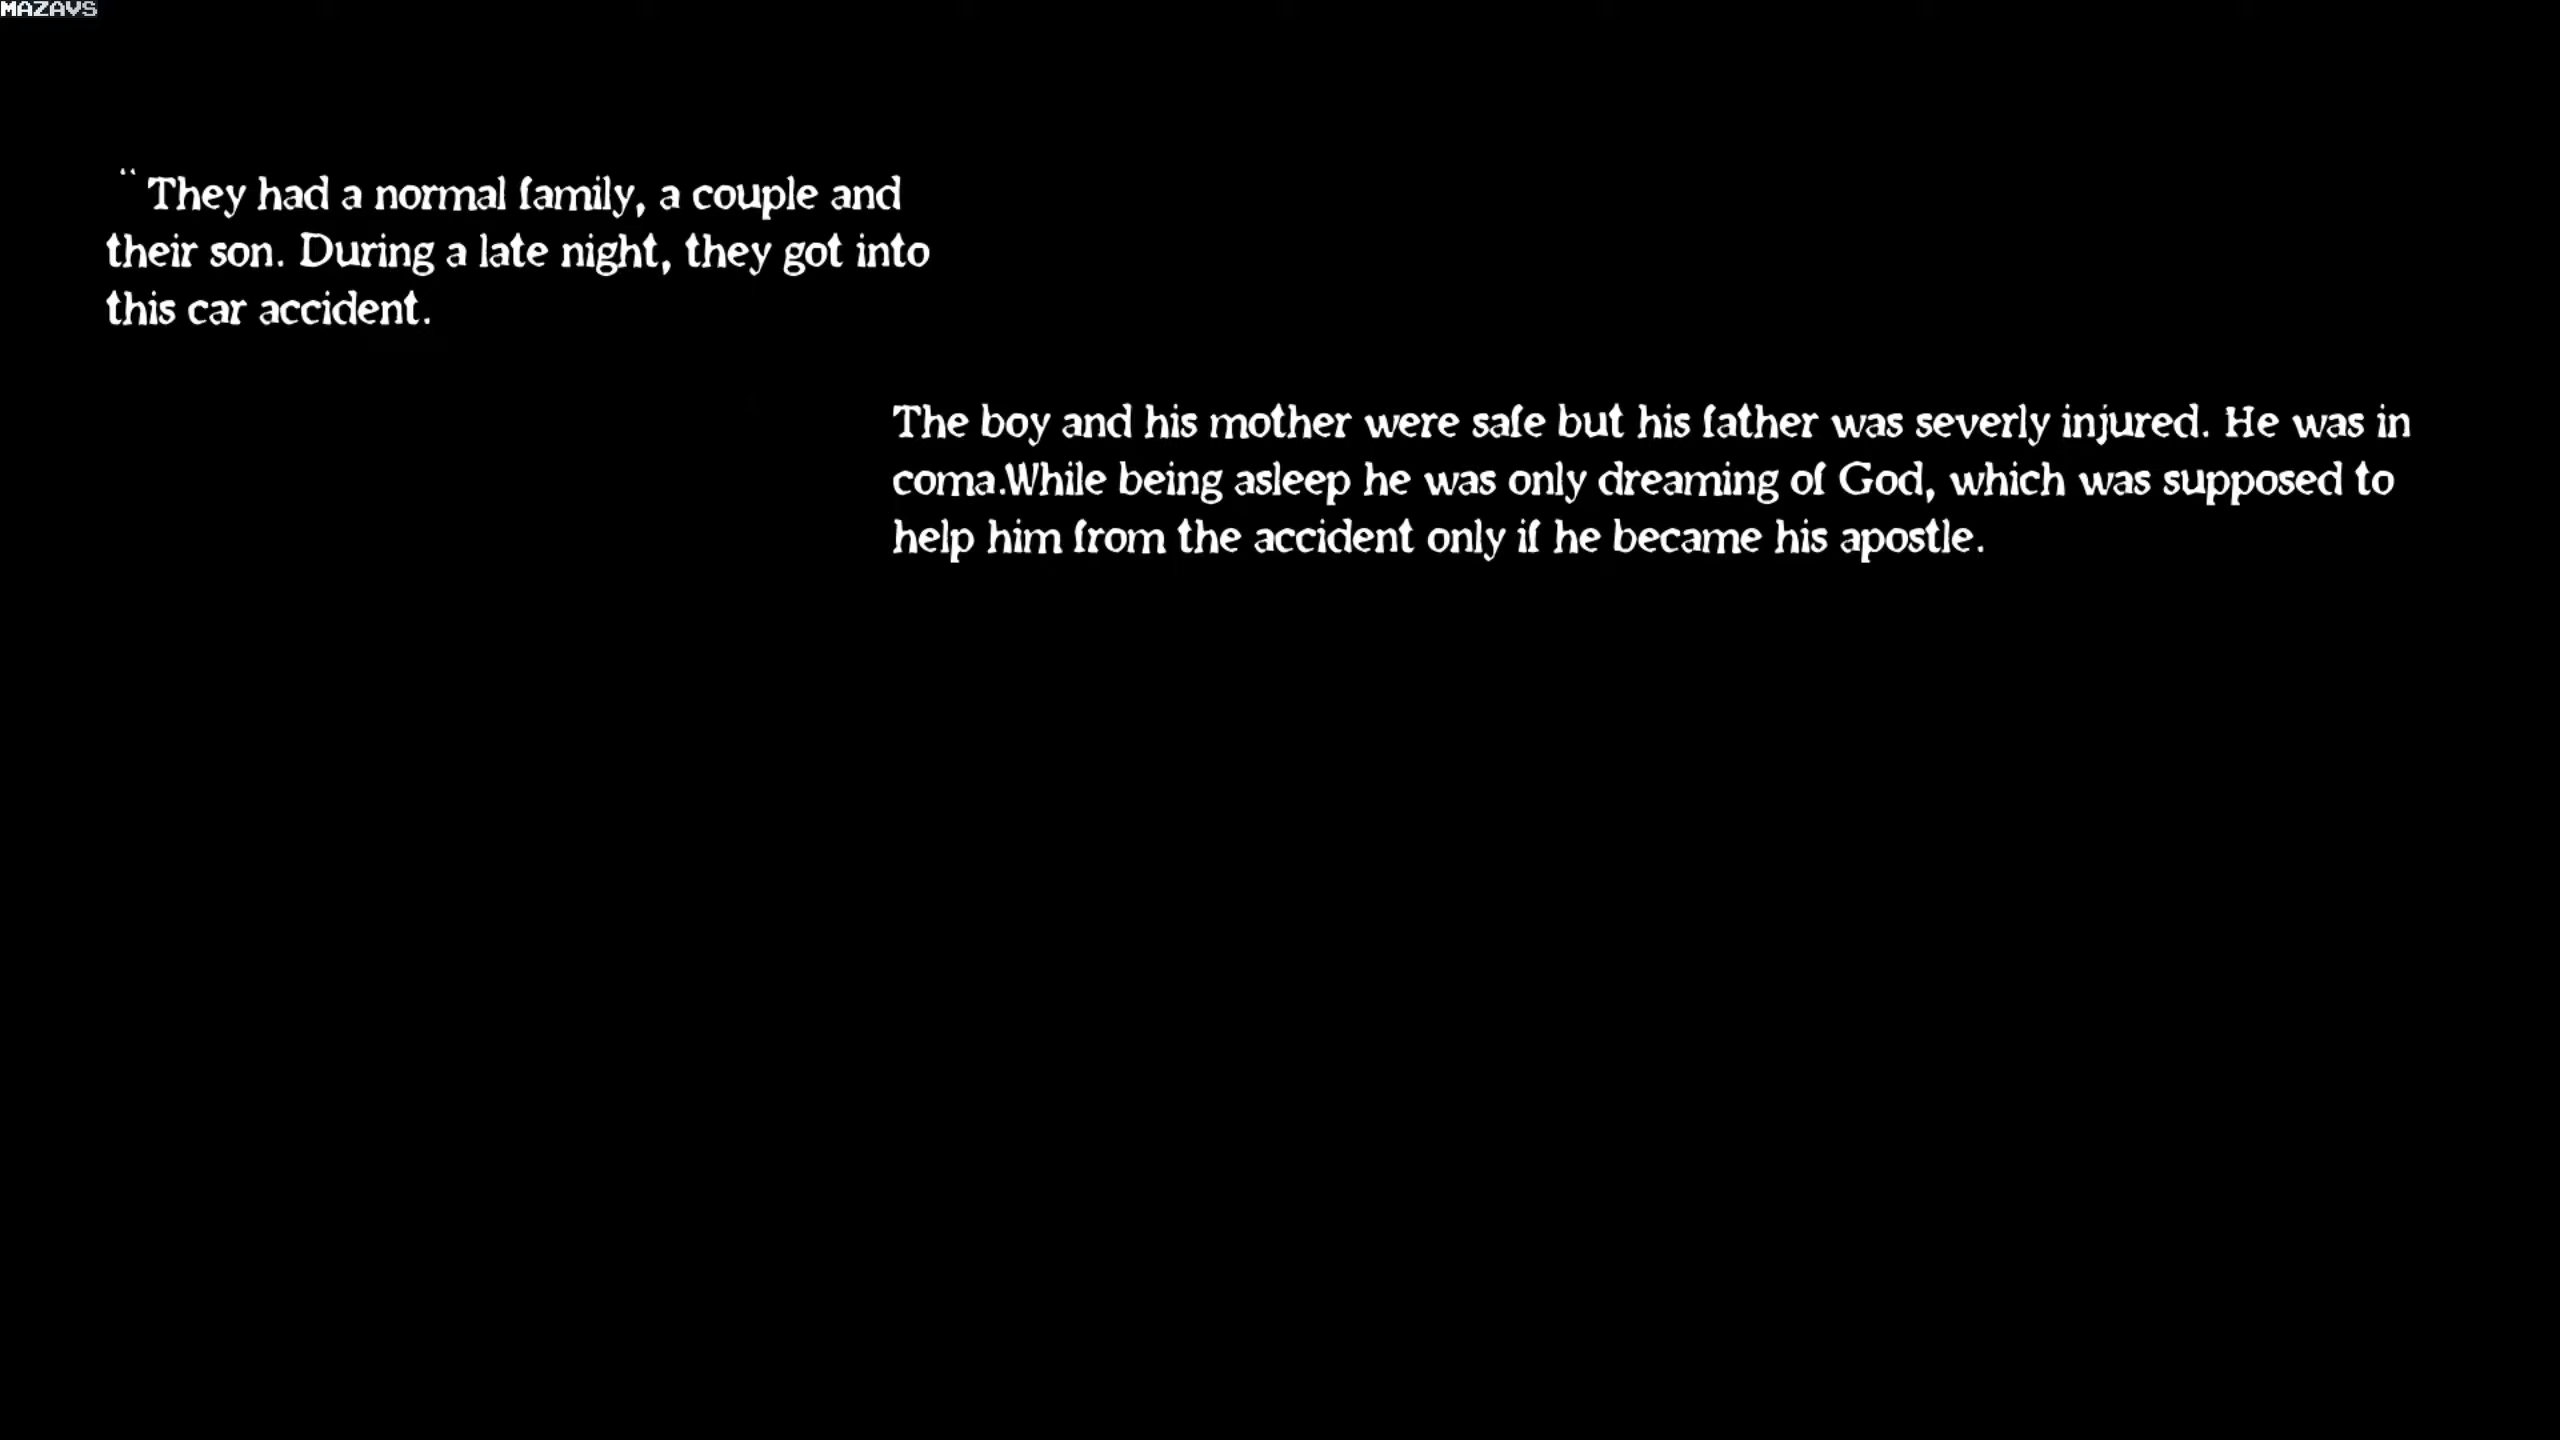 MAZAVS
" They had a normal family, a couple and
their son. During a late night, they got into
this car accident.
The boy and his mother were safe but his father was severly injured. He was in
coma.While being asleep he was only dreaming of God, which was supposed to
help him from the accident only if he became his apostle.